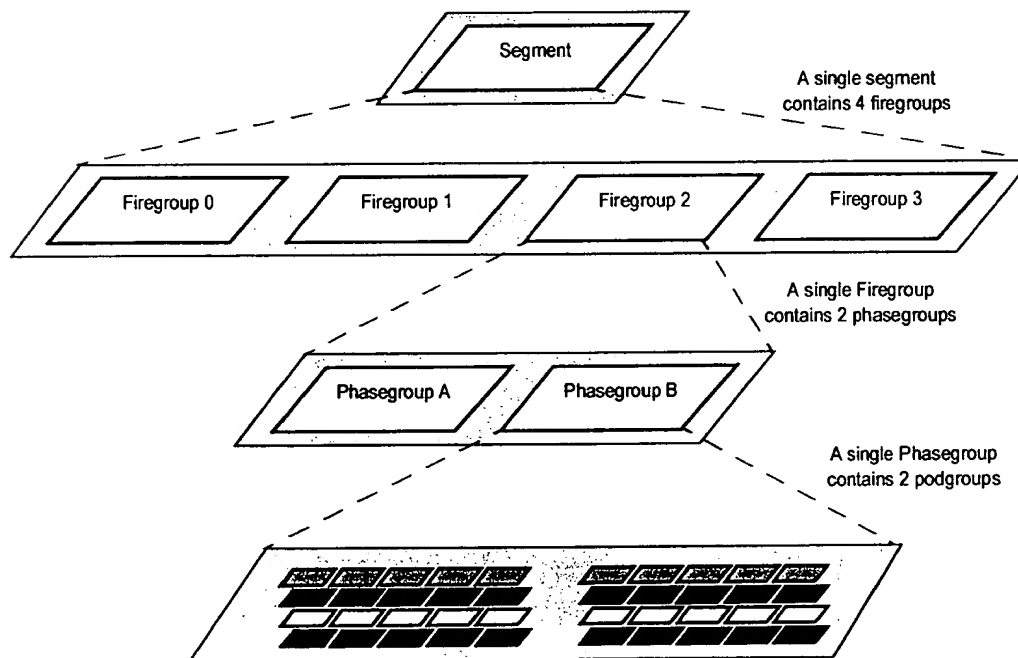 Segment
A single segment
contains 4 firegroups
Firegroup 0
Firegroup 1
Firegroup 2
Firegroup 3
A single Firegroup
contains 2 phasegroups
Phasegroup A
Phasegroup B
A single Phasegroup
contains 2 podgroups